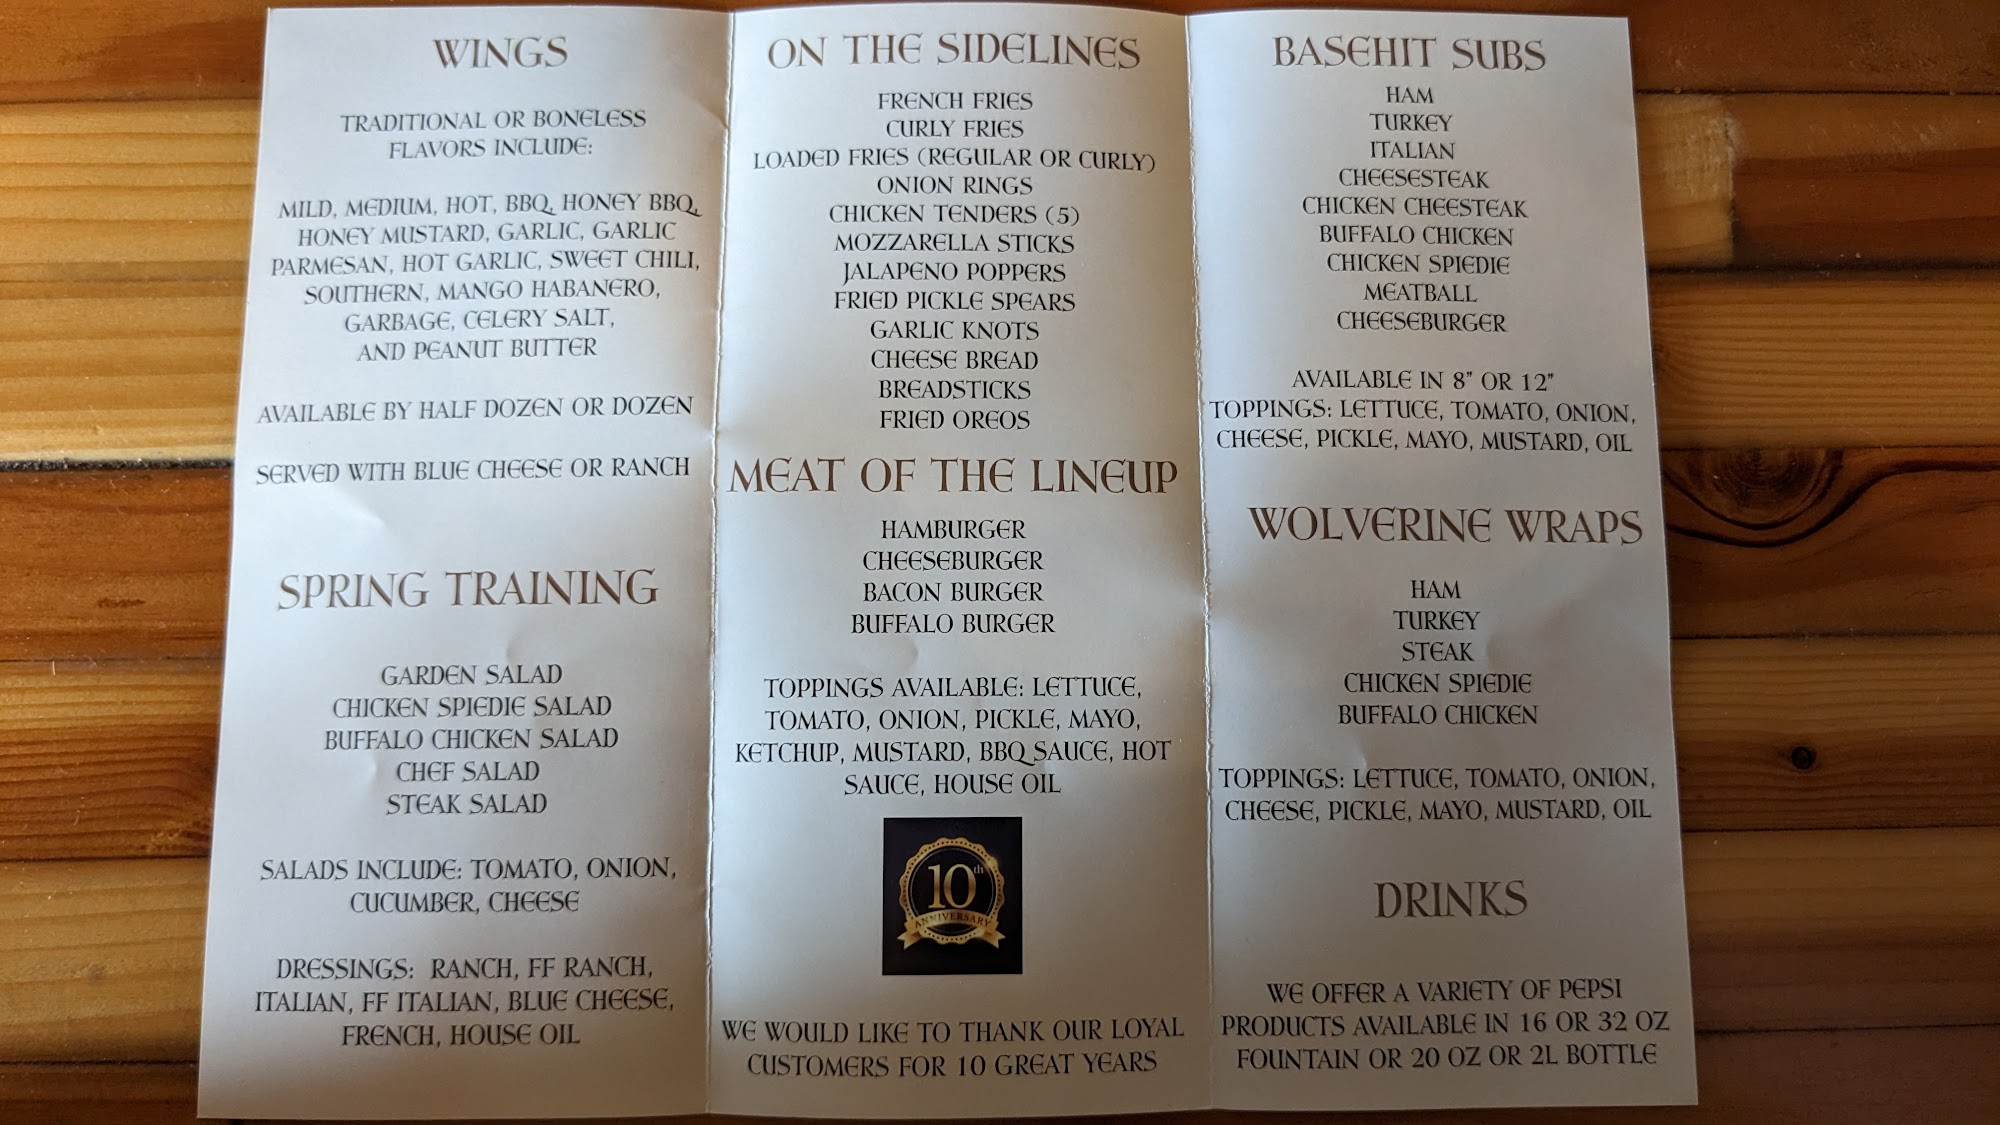 WINGS
TRADITIONAL OR BONELESS
FLAVORS INCLUDE:
MILD, MEDIUM, HOT, BBQ, HONEY BBQ,
HONEY MUSTARD, GARLIC, GARLIC
PARMESAN, HOT GARLIC, SWEET CHILI,
SOUTHERN, MANGO HABANERO,
GARBAGE, CELERY SALT,
AND PEANUT BUTTER
AVAILABLE BY HALF DOZEN OR DOZEN
SERVED WITH BLUE CHEESE OR RANCH
SPRING TRAINING
GARDEN SALAD
CHICKEN SPIEDIE SALAD
BUFFALO CHICKEN SALAD
CHEF SALAD
STEAK SALAD
SALADS INCLUDE: TOMATO, ONION,
CUCUMBER, CHEESE
DRESSINGS: RANCH, FF RANCH,
ITALIAN, FF ITALIAN, BLUE CHEESE,
FRENCH, HOUSE OIL
ON THE SIDELINES
FRENCH FRIES
CURLY FRIES
LOADED FRIES (REGULAR OR CURLY)
ONION RINGS
CHICKEN TENDERS (5)
MOZZARELLA STICKS
JALAPENO POPPERS
FRIED PICKLE SPEARS
GARLIC KNOTS
CHEESE BREAD
BREADSTICKS
FRIED OREOS
MEAT OF THE LINEUP
HAMBURGER
CHEESEBURGER
BACON BURGER
BUFFALO BURGER
TOPPINGS AVAILABLE: LETTUCE,
TOMATO, ONION, PICKLE, MAYO,
KETCHUP, MUSTARD, BBQ SAUCE, HOT
SAUCE, HOUSE OIL
10th
ANNIVERSARY
WE WOULD LIKE TO THANK OUR LOYAL
CUSTOMERS FOR 10 GREAT YEARS
BASEHIT SUBS
HAM
TURKEY
ITALIAN
CHEESESTEAK
CHICKEN CHEESTEAK
BUFFALO CHICKEN
CHICKEN SPIEDIE
MEATBALL
CHEESEBURGER
AVAILABLE IN 8" OR 12"
TOPPINGS: LETTUCE, TOMATO, ONION,
CHEESE, PICKLE, MAYO, MUSTARD, OIL
WOLVERINE WRAPS
HAM
TURKEY
STEAK
CHICKEN SPIEDIE
BUFFALO CHICKEN
TOPPINGS: LETTUCE, TOMATO, ONION,
CHEESE, PICKLE, MAYO, MUSTARD, OIL
DRINKS
WE OFFER A VARIETY OF PEPSI
PRODUCTS AVAILABLE IN 16 OR 32 OZ
FOUNTAIN OR 20 OZ OR 2L BOTTLE